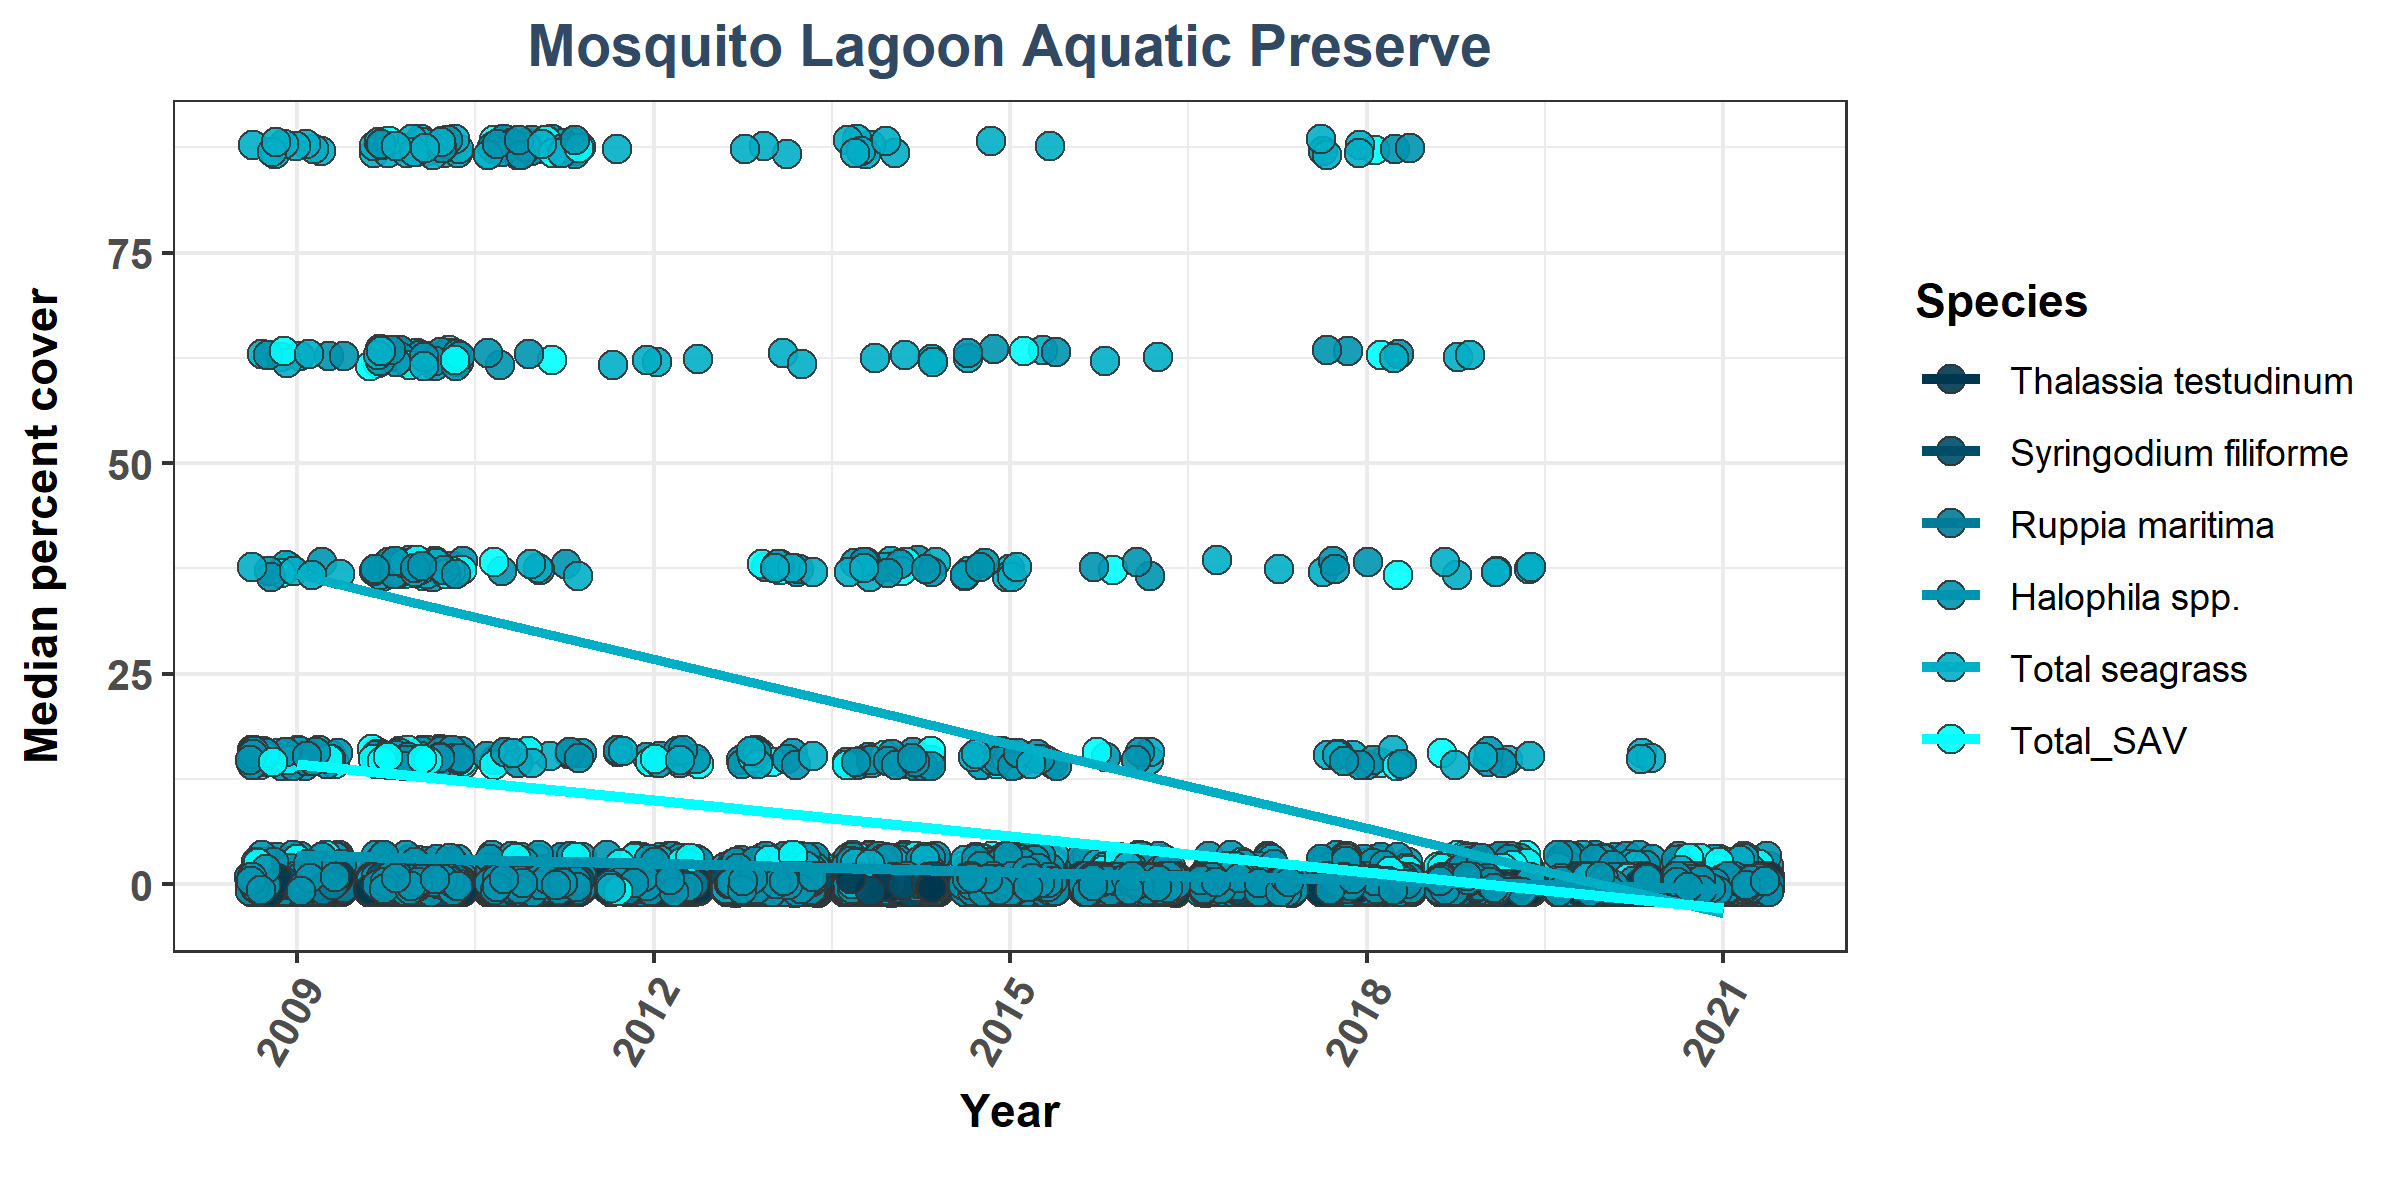 Mosquito Lagoon Aquatic Preserve
Median percent cover
75
50
25
0
2009
2012
2015
2018
2021
Year
Species
Thalassia testudinum
Syringodium filiforme
Ruppia maritima
Halophila spp.
Total seagrass
Total_SAV